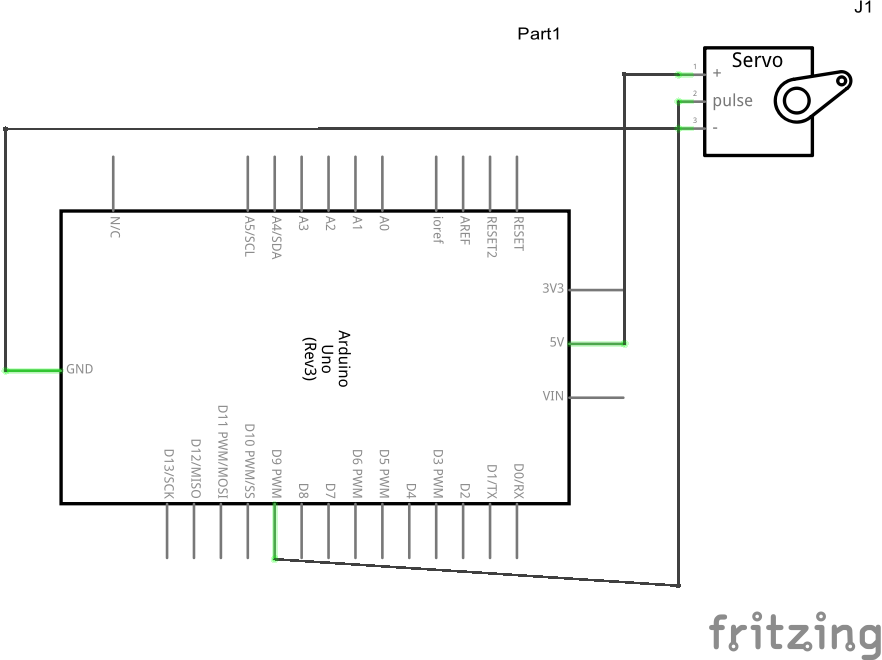 J1
Part1
Servo
1
+
2
pulse
3
-
N/C
A5/SCL
A4/SDA
A3
A2
A1
A0
ioref
AREF
RESET2
RESET
3V3
5V
VIN
GND
Arduino
Uno
(Rev3)
D13/SCK
D12/MISO
D11 PWM/MOSI
D10 PWM/SS
D9 PWM
D8
D7
D6 PWM
D5 PWM
D4
D3 PWM
D2
D1/TX
D0/RX
fritzing